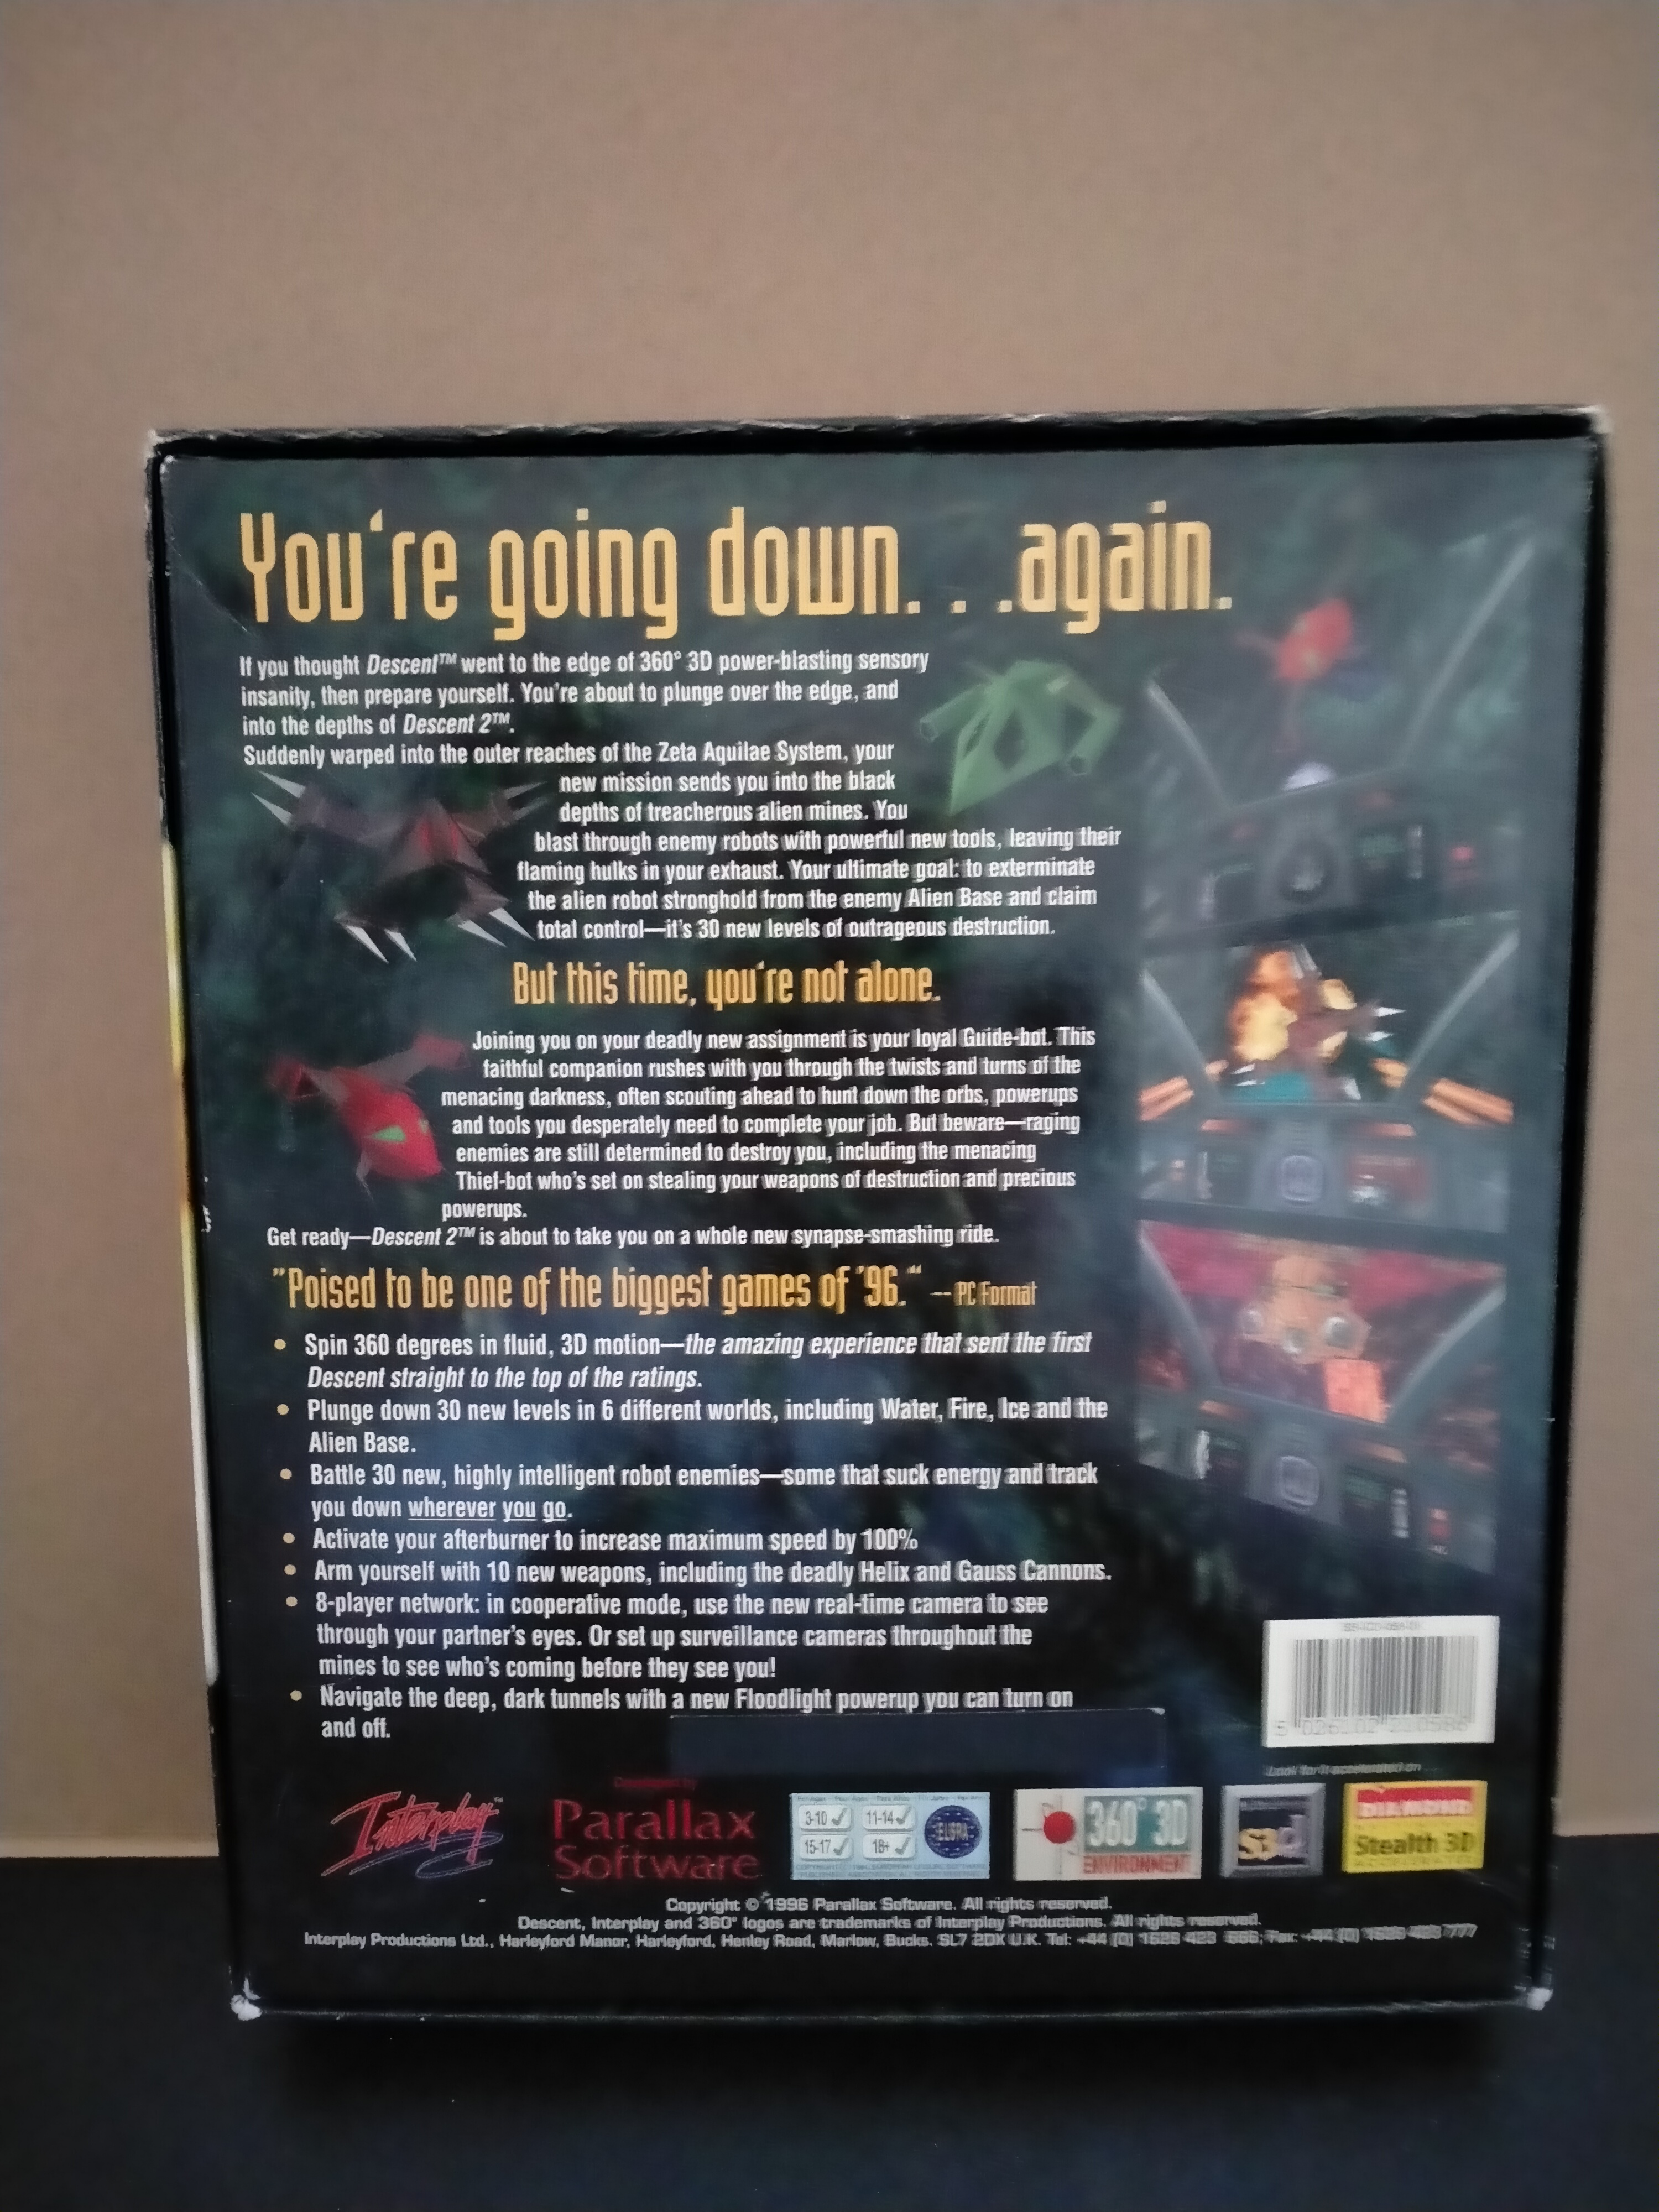 You're going down. . .again.
If you thought Descent™ went to the edge of 360° 3D power-blasting sensory
insanity, then prepare yourself. You're about to plunge over the edge, and
into the depths of Descent 2™.
Suddenly warped into the outer reaches of the Zeta Aquilae System, your
new mission sends you into the black
depths of treacherous alien mines. You
blast through enemy robots with powerful new tools, leaving their
flaming hulks in your exhaust. Your ultimate goal: to exterminate
the alien robot stronghold from the enemy Alien Base and claim
total control—it's 30 new levels of outrageous destruction.
But this time, you're not alone.
Joining you on your deadly new assignment is your loyal Guide-bot. This
faithful companion rushes with you through the twists and turns of the
menacing darkness, often scouting ahead to hunt down the orbs, powerups
and tools you desperately need to complete your job. But beware—raging
enemies are still determined to destroy you, including the menacing
Thief-bot who's set on stealing your weapons of destruction and precious
powerups.
Get ready—Descent 2™ is about to take you on a whole new synapse-smashing ride.
"Poised to be one of the biggest games of '96." -- PC Format
• Spin 360 degrees in fluid, 3D motion—the amazing experience that sent the first
Descent straight to the top of the ratings.
• Plunge down 30 new levels in 6 different worlds, including Water, Fire, Ice and the
Alien Base.
• Battle 30 new, highly intelligent robot enemies—some that suck energy and track
you down wherever you go.
• Activate your afterburner to increase maximum speed by 100%
• Arm yourself with 10 new weapons, including the deadly Helix and Gauss Cannons.
• 8-player network: in cooperative mode, use the new real-time camera to see
through your partner's eyes. Or set up surveillance cameras throughout the
mines to see who's coming before they see you!
• Navigate the deep, dark tunnels with a new Floodlight powerup you can turn on
and off.
Look for it accelerated on . . .
Interplay™
Developed by
Parallax
Software
3-10 ✓ 11-14 ✓
15-17 ✓ 18+ ✓
ELSPA
360° 3D
ENVIRONMENT
S3d
DIAMOND
Stealth 3D
Copyright © 1996 Parallax Software. All rights reserved.
Descent, Interplay and 360° logos are trademarks of Interplay Productions. All rights reserved.
Interplay Productions Ltd., Harleyford Manor, Harleyford, Henley Road, Marlow, Bucks. SL7 2DX U.K. Tel: +44 (0) 1628 423 666; Fax: +44 (0) 1628 423 777